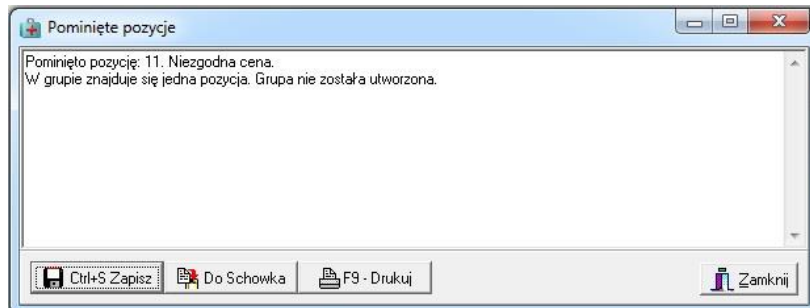 Pominięte pozycje
Pominięto pozycję: 11. Niezgodna cena.
W grupie znajduje się jedna pozycja. Grupa nie została utworzona.
Ctrl+S Zapisz
Do Schowka
F9 - Drukuj
Zamknij